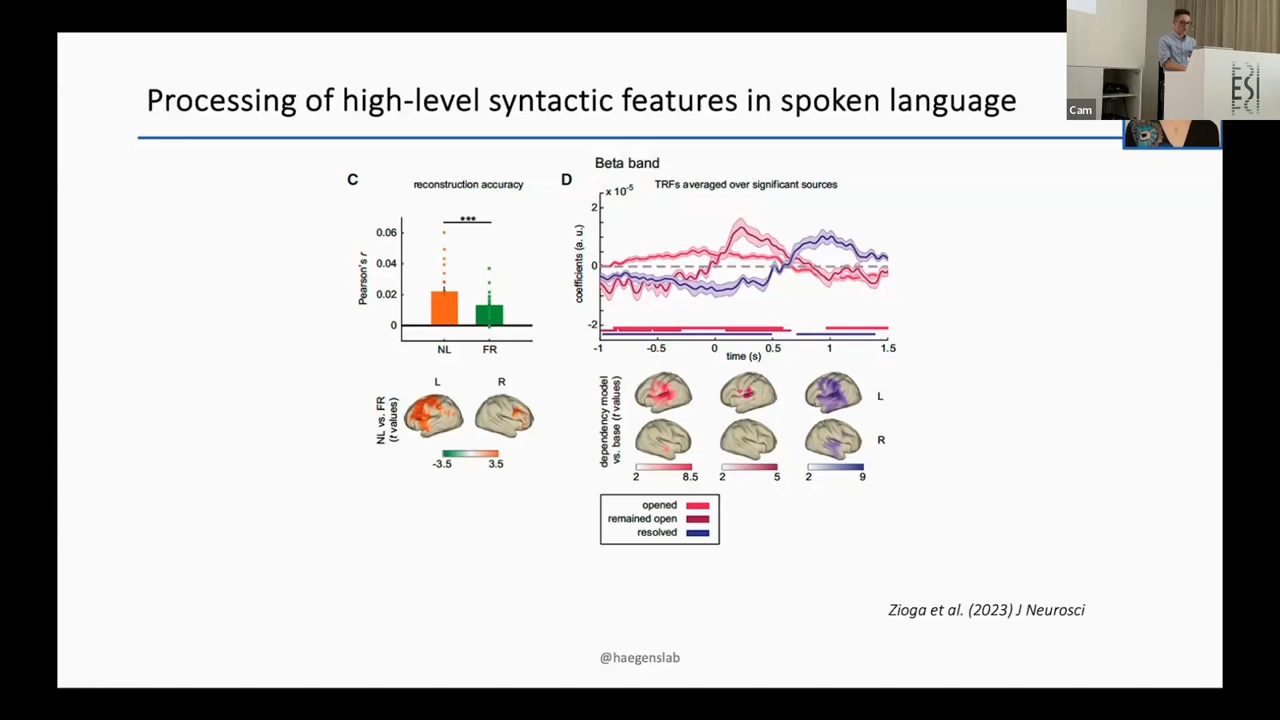 Processing of high-level syntactic features in spoken language
Cam
ESI
Beta band
C
reconstruction accuracy
D
x 10-5
TRFs averaged over significant sources
***
Pearson's r
0.06
0.04
0.02
0
NL
FR
coefficients (a. u.)
2
0
-2
-1
-0.5
0
0.5
1
1.5
time (s)
L
R
NL vs. FR
(t values)
-3.5
3.5
dependency model
vs. base (t values)
L
R
2
8.5
2
5
2
9
opened
remained open
resolved
Zioga et al. (2023) J Neurosci
@haegenslab